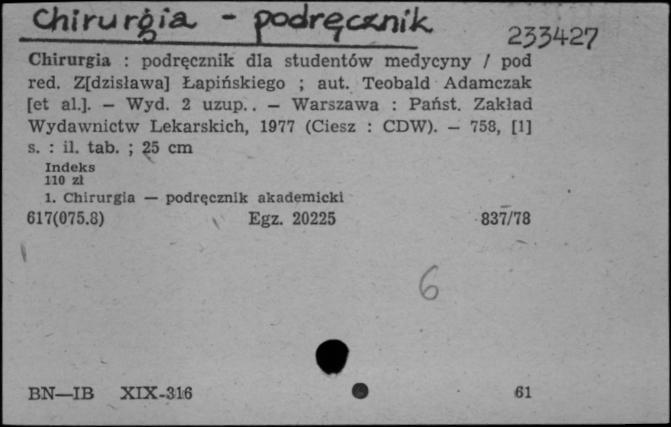 Chirurgia - podręcznik
233427
Chirurgia : podręcznik dla studentów medycyny / pod
red. Z[dzisława] Łapińskiego ; aut. Teobald Adamczak
[et al.]. — Wyd. 2 uzup.. — Warszawa : Państ. Zakład
Wydawnictw Lekarskich, 1977 (Ciesz : CDW). — 758, [1]
s. : il. tab. ; 25 cm
Indeks
110 zł
1. Chirurgia — podręcznik akademicki
617(075.8) Egz. 20225 837/78
6
BN—IB XIX-316 61